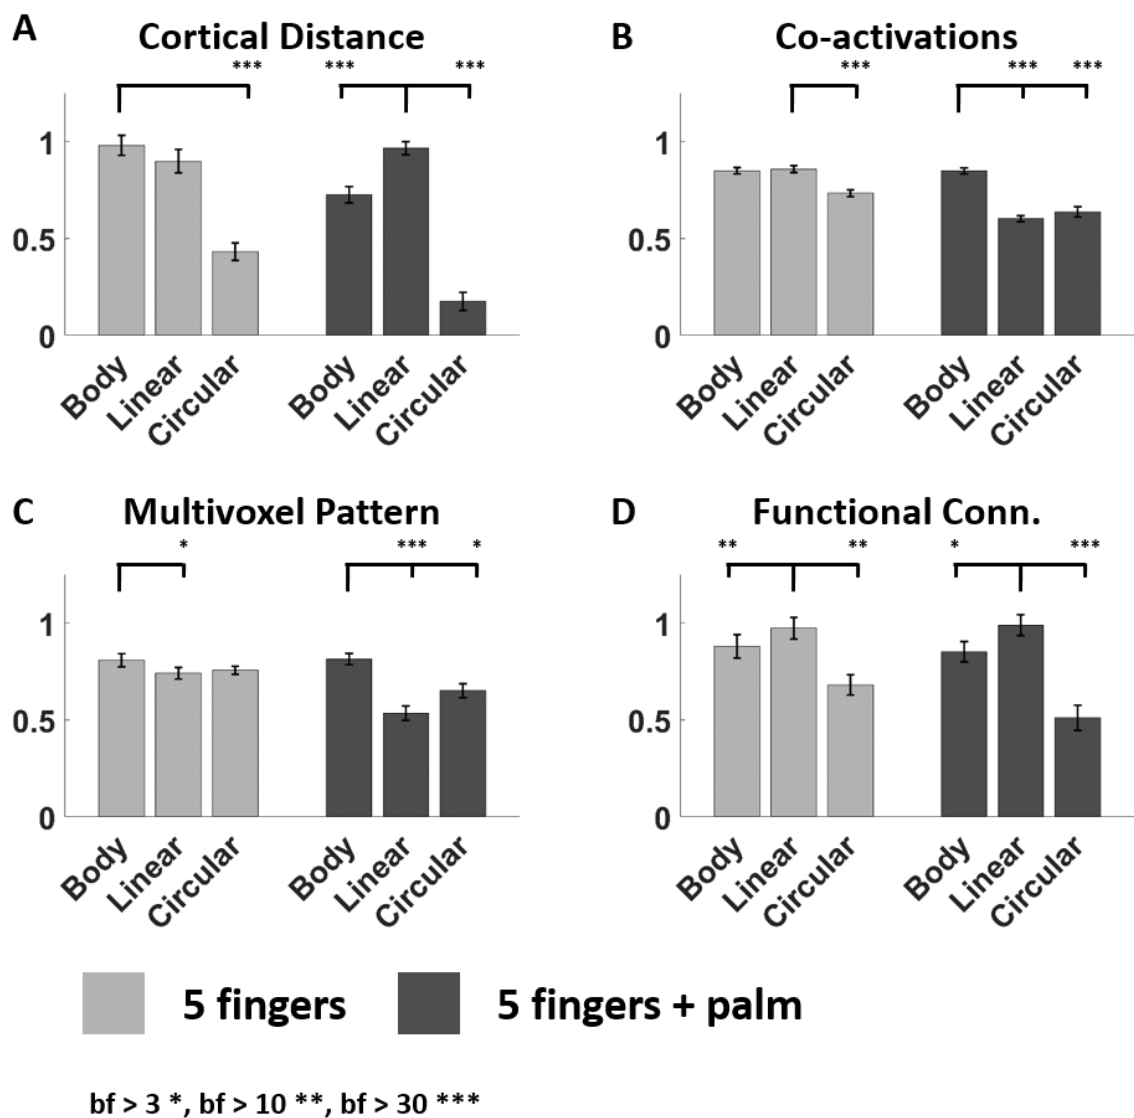 A
Cortical Distance
*** *** ***
1
0.5
0
Body Linear Circular Body Linear Circular
B
Co-activations
*** *** ***
1
0.5
0
Body Linear Circular Body Linear Circular
C
Multivoxel Pattern
* *** *
1
0.5
0
Body Linear Circular Body Linear Circular
D
Functional Conn.
** ** * ***
1
0.5
0
Body Linear Circular Body Linear Circular
5 fingers 5 fingers + palm
bf > 3 *, bf > 10 **, bf > 30 ***